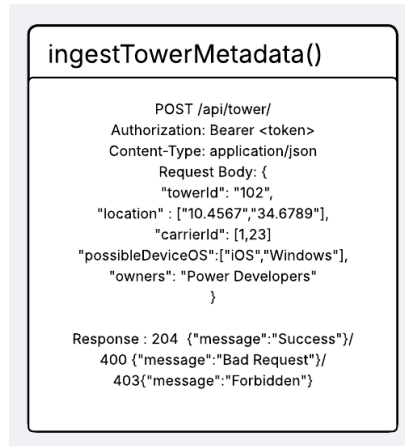 ingestTowerMetadata()
POST /api/tower/
Authorization: Bearer <token>
Content-Type: application/json
Request Body: {
"towerId": "102",
"location" : ["10.4567","34.6789"],
"carrierId": [1,23]
"possibleDeviceOS":["iOS","Windows"],
"owners": "Power Developers"
}
Response : 204 {"message":"Success"}/
400 {"message":"Bad Request"}/
403{"message":"Forbidden"}